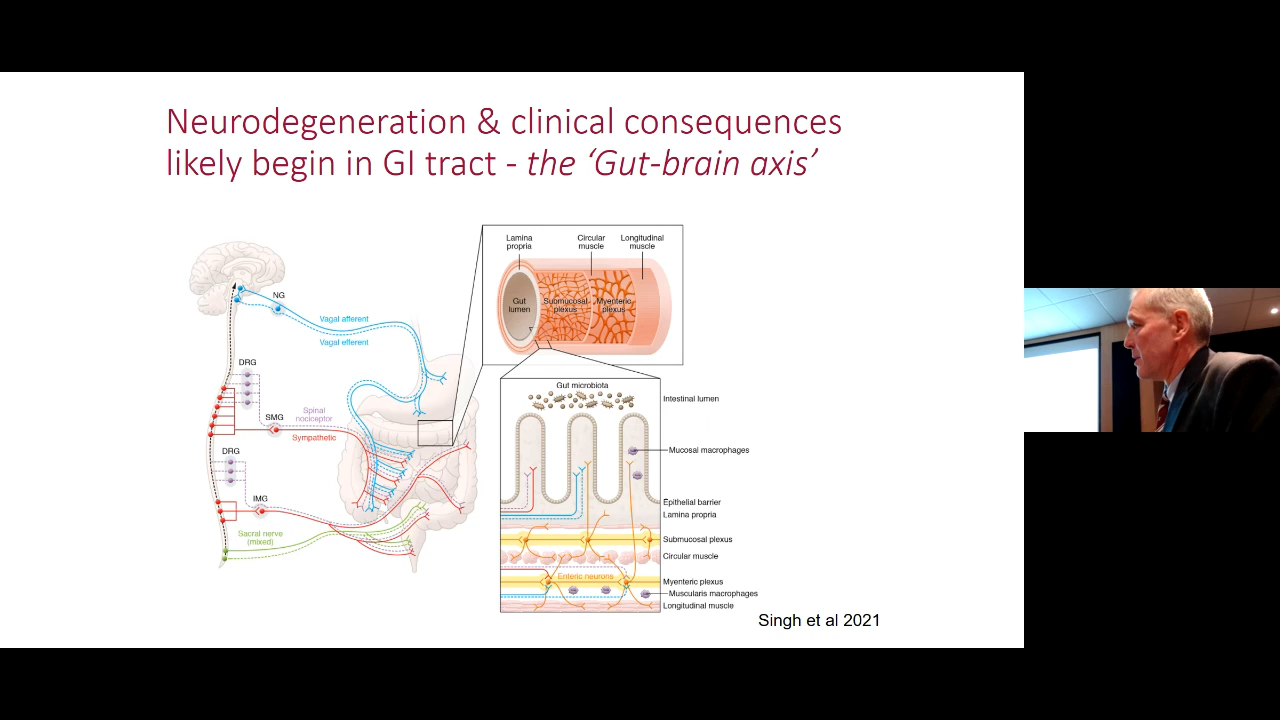 Neurodegeneration & clinical consequences
likely begin in GI tract - the ‘Gut-brain axis’
Lamina
propria
Circular
muscle
Longitudinal
muscle
Gut
lumen
Submucosal
plexus
Myenteric
plexus
NG
Vagal afferent
Vagal efferent
DRG
SMG
Spinal
nociceptor
Sympathetic
DRG
IMG
Sacral nerve
(mixed)
Gut microbiota
Intestinal lumen
Mucosal macrophages
Epithelial barrier
Lamina propria
Submucosal plexus
Circular muscle
Enteric neurons
Myenteric plexus
Muscularis macrophages
Longitudinal muscle
Singh et al 2021